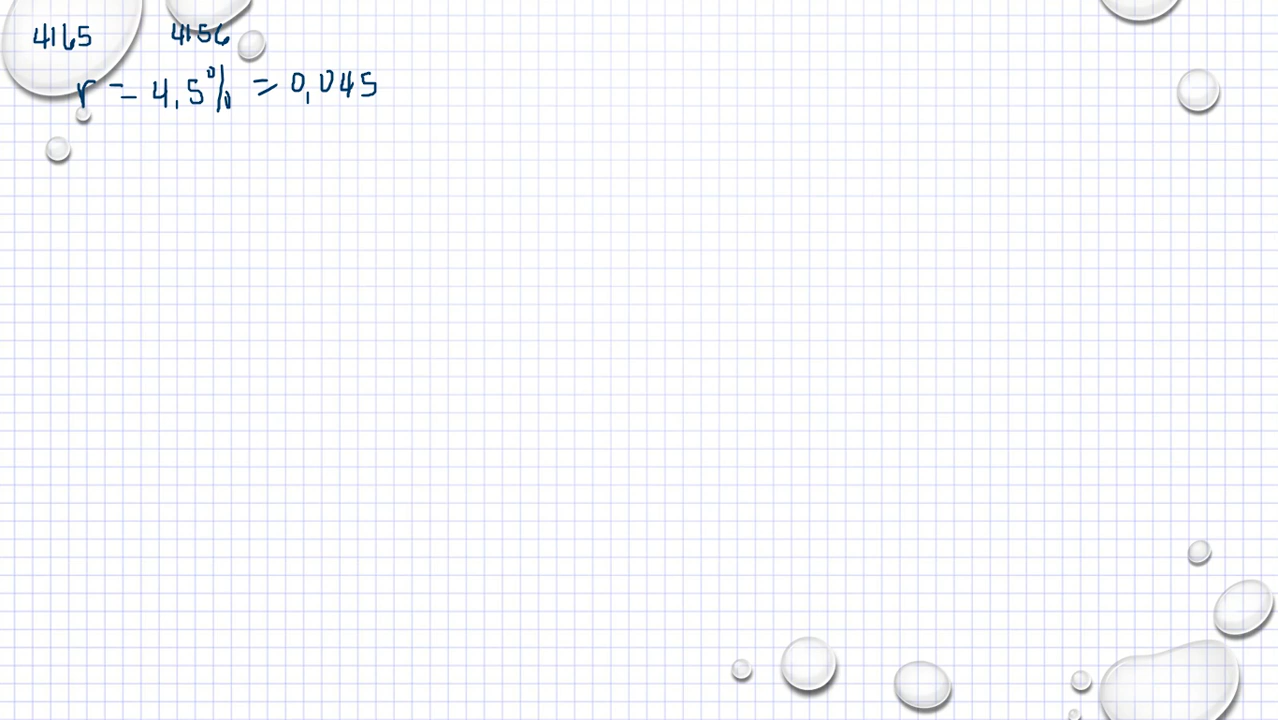 4165 4156
r = 4,5% = 0,045